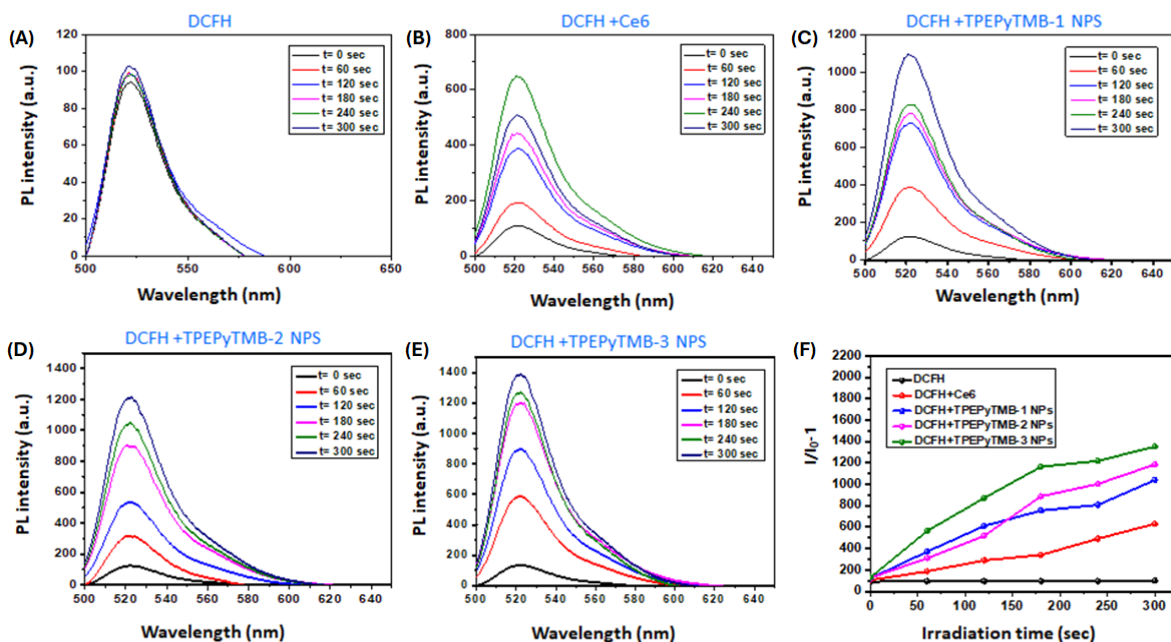 (A)
DCFH
PL intensity (a.u.)
120
100
80
60
40
20
0
500
550
600
650
Wavelength (nm)
t= 0 sec
t= 60 sec
t= 120 sec
t= 180 sec
t= 240 sec
t= 300 sec
(B)
DCFH +Ce6
PL intensity (a.u.)
800
600
400
200
0
500 520 540 560 580 600 620 640
Wavelength (nm)
t= 0 sec
t= 60 sec
t= 120 sec
t= 180 sec
t= 240 sec
t= 300 sec
(C)
DCFH +TPEPyTMB-1 NPS
PL intensity (a.u.)
1200
1000
800
600
400
200
0
500 520 540 560 580 600 620 640
Wavelength (nm)
t= 0 sec
t= 60 sec
t= 120 sec
t= 180 sec
t= 240 sec
t= 300 sec
(D)
DCFH +TPEPyTMB-2 NPS
PL intensity (a.u.)
1400
1200
1000
800
600
400
200
0
500 520 540 560 580 600 620 640
Wavelength (nm)
t= 0 sec
t= 60 sec
t= 120 sec
t= 180 sec
t= 240 sec
t= 300 sec
(E)
DCFH +TPEPyTMB-3 NPS
PL intensity (a.u.)
1400
1200
1000
800
600
400
200
0
500 520 540 560 580 600 620 640
Wavelength (nm)
t= 0 sec
t= 60 sec
t= 120 sec
t= 180 sec
t= 240 sec
t= 300 sec
(F)
I/I0-1
2200
2000
1800
1600
1400
1200
1000
800
600
400
200
0
0 50 100 150 200 250 300
Irradiation time (sec)
DCFH
DCFH+Ce6
DCFH+TPEPyTMB-1 NPs
DCFH+TPEPyTMB-2 NPs
DCFH+TPEPyTMB-3 NPs